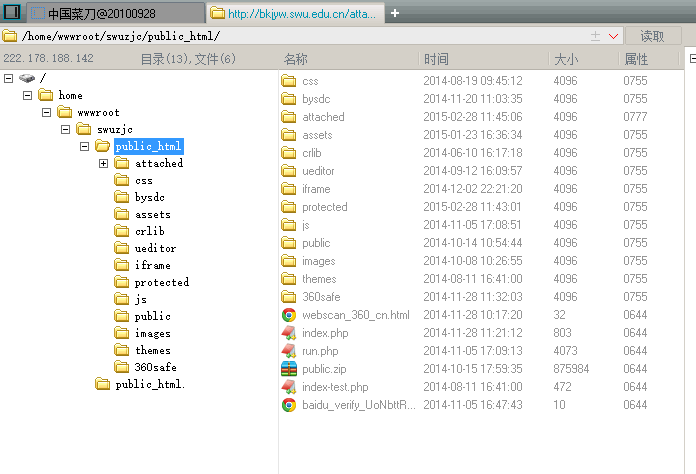 中国菜刀@20100928 http://bkjyw.swu.edu.cn/atta...
/home/wwwroot/swuzjc/public_html/ 读取
222.178.188.142 目录(13),文件(6) 名称 时间 大小 属性
/
home
wwwroot
swuzjc
public_html
attached
css
bysdc
assets
crlib
ueditor
iframe
protected
js
public
images
themes
360safe
public_html.
css 2014-08-19 09:45:12 4096 0755
bysdc 2014-11-20 11:03:35 4096 0755
attached 2015-02-28 11:45:06 4096 0777
assets 2015-01-23 16:36:34 4096 0755
crlib 2014-06-10 16:17:18 4096 0755
ueditor 2014-09-12 16:09:57 4096 0755
iframe 2014-12-02 22:21:20 4096 0755
protected 2015-02-28 11:43:01 4096 0755
js 2014-11-05 17:08:51 4096 0755
public 2014-10-14 10:54:44 4096 0755
images 2014-10-08 10:26:55 4096 0755
themes 2014-08-11 16:41:00 4096 0755
360safe 2014-11-28 11:32:03 4096 0755
webscan_360_cn.html 2014-11-28 10:17:20 32 0644
index.php 2014-11-28 11:21:12 803 0644
run.php 2014-11-05 17:09:13 4073 0644
public.zip 2014-10-15 17:59:35 875984 0644
index-test.php 2014-08-11 16:41:00 472 0644
baidu_verify_UoNbttR... 2014-11-05 16:47:43 10 0644